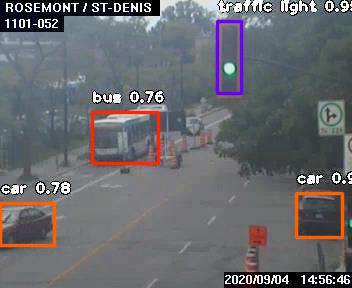 ROSEMONT / ST-DENIS
1101-052
traffic light 0.9
bus 0.76
car 0.78
car 0.9
2020/09/04 14:56:46